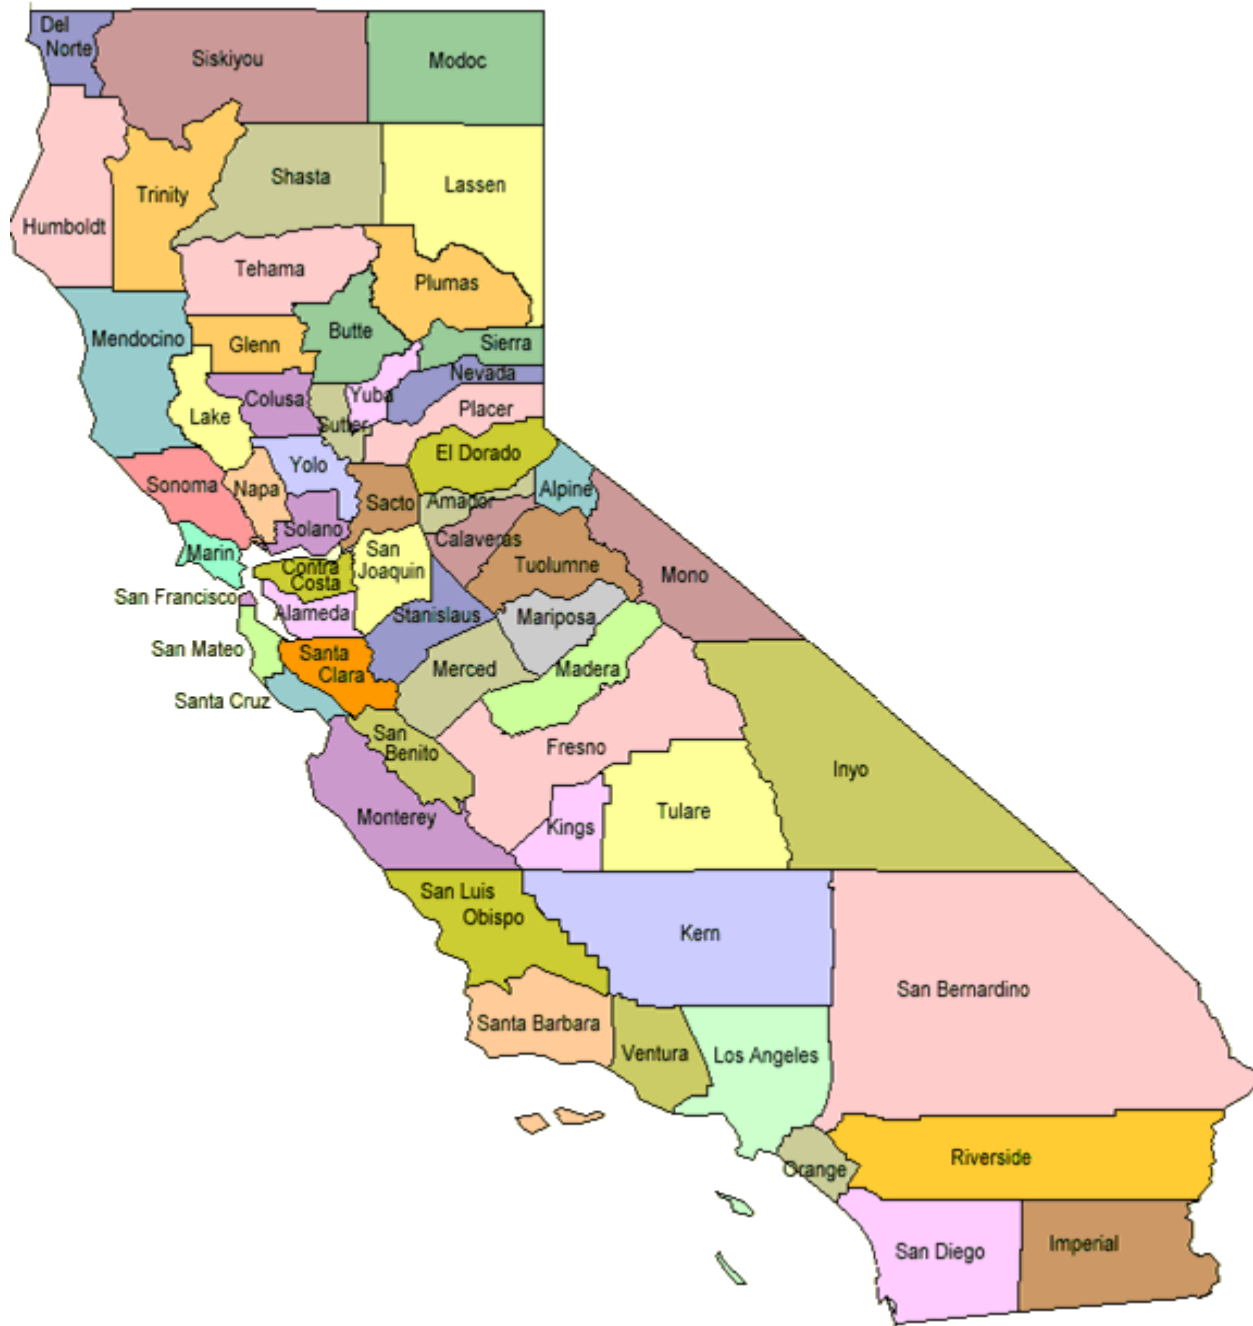 Del
Norte
Siskiyou
Modoc
Shasta
Lassen
Trinity
Humboldt
Tehama
Plumas
Mendocino
Glenn
Butte
Sierra
Nevada
Colusa
Yuba
Lake
Sutter
Placer
El Dorado
Yolo
Sonoma
Napa
Sacto
Amador
Alpine
Solano
Calaveras
Marin
San
Joaquin
Contra
Costa
Tuolumne
Mono
San Francisco
Alameda
Stanislaus
Mariposa
San Mateo
Santa
Clara
Merced
Madera
Santa Cruz
San
Benito
Fresno
Inyo
Monterey
Kings
Tulare
San Luis
Obispo
Kern
San Bernardino
Santa Barbara
Ventura
Los Angeles
Riverside
Orange
San Diego
Imperial